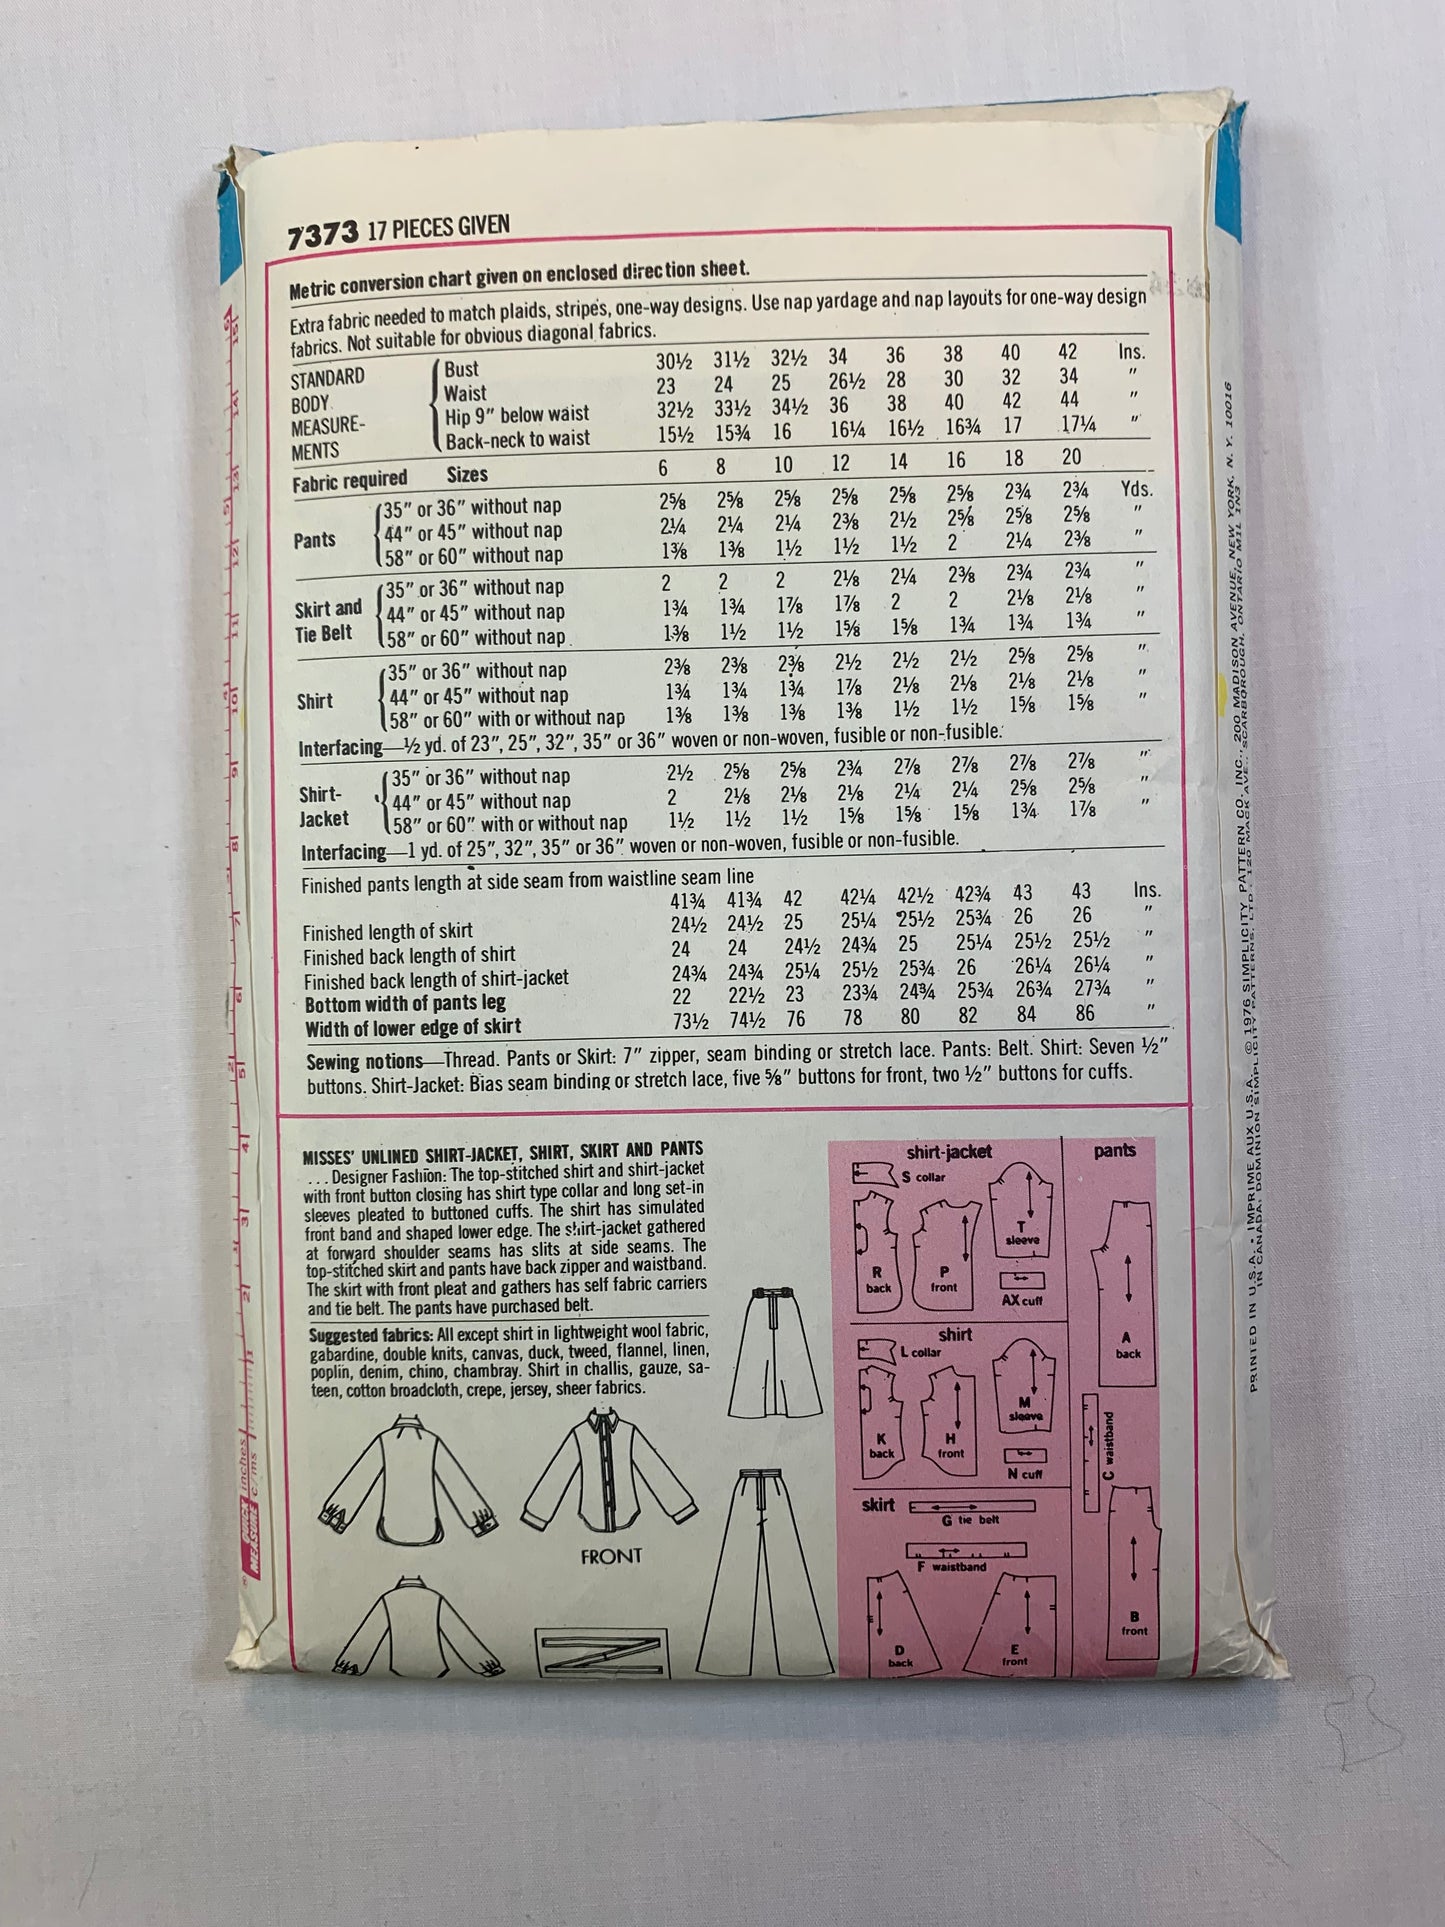 7373 17 PIECES GIVEN
Metric conversion chart given on enclosed direction sheet.
Extra fabric needed to match plaids, stripes, one-way designs. Use nap yardage and nap layouts for one-way design
fabrics. Not suitable for obvious diagonal fabrics.
STANDARD BODY MEASURE-MENTS
Bust 30½ 31½ 32½ 34 36 38 40 42 Ins.
Waist 23 24 25 26½ 28 30 32 34 "
Hip 9" below waist 32½ 33½ 34½ 36 38 40 42 44 "
Back-neck to waist 15½ 15¾ 16 16¼ 16½ 16¾ 17 17¼ "
Fabric required Sizes 6 8 10 12 14 16 18 20
Pants
35" or 36" without nap 2⅝ 2⅝ 2⅝ 2⅝ 2⅝ 2⅝ 2¾ 2¾ Yds.
44" or 45" without nap 2¼ 2¼ 2¼ 2⅜ 2½ 2⅝ 2⅝ 2⅝ "
58" or 60" without nap 1⅜ 1⅜ 1½ 1½ 1½ 2 2¼ 2⅜ "
Skirt and Tie Belt
35" or 36" without nap 2 2 2 2⅛ 2¼ 2⅜ 2¾ 2¾ "
44" or 45" without nap 1¾ 1¾ 1⅞ 1⅞ 2 2 2⅛ 2⅛ "
58" or 60" without nap 1⅜ 1½ 1½ 1⅝ 1⅝ 1¾ 1¾ 1¾ "
Shirt
35" or 36" without nap 2⅜ 2⅜ 2⅜ 2½ 2½ 2½ 2⅝ 2⅝ "
44" or 45" without nap 1¾ 1¾ 1¾ 1⅞ 2⅛ 2⅛ 2⅛ 2⅛ "
58" or 60" with or without nap 1⅜ 1⅜ 1⅜ 1⅜ 1½ 1½ 1⅝ 1⅝ "
Interfacing—½ yd. of 23", 25", 32", 35" or 36" woven or non-woven, fusible or non-fusible.
Shirt-Jacket
35" or 36" without nap 2½ 2⅝ 2⅝ 2¾ 2⅞ 2⅞ 2⅞ 2⅞ "
44" or 45" without nap 2 2⅛ 2⅛ 2⅛ 2¼ 2¼ 2⅝ 2⅝ "
58" or 60" with or without nap 1½ 1½ 1½ 1⅝ 1⅝ 1⅝ 1¾ 1⅞ "
Interfacing—1 yd. of 25", 32", 35" or 36" woven or non-woven, fusible or non-fusible.
Finished pants length at side seam from waistline seam line
41¾ 41¾ 42 42¼ 42½ 42¾ 43 43 Ins.
Finished length of skirt 24½ 24½ 25 25¼ 25½ 25¾ 26 26 "
Finished back length of shirt 24 24 24½ 24¾ 25 25¼ 25½ 25½ "
Finished back length of shirt-jacket 24¾ 24¾ 25¼ 25½ 25¾ 26 26¼ 26¼ "
Bottom width of pants leg 22 22½ 23 23¾ 24¾ 25¾ 26¾ 27¾ "
Width of lower edge of skirt 73½ 74½ 76 78 80 82 84 86 "
Sewing notions—Thread. Pants or Skirt: 7" zipper, seam binding or stretch lace. Pants: Belt. Shirt: Seven ½"
buttons. Shirt-Jacket: Bias seam binding or stretch lace, five ⅝" buttons for front, two ½" buttons for cuffs.
MISSES' UNLINED SHIRT-JACKET, SHIRT, SKIRT AND PANTS
... Designer Fashion: The top-stitched shirt and shirt-jacket
with front button closing has shirt type collar and long set-in
sleeves pleated to buttoned cuffs. The shirt has simulated
front band and shaped lower edge. The shirt-jacket gathered
at forward shoulder seams has slits at side seams. The
top-stitched skirt and pants have back zipper and waistband.
The skirt with front pleat and gathers has self fabric carriers
and tie belt. The pants have purchased belt.
Suggested fabrics: All except shirt in lightweight wool fabric,
gabardine, double knits, canvas, duck, tweed, flannel, linen,
poplin, denim, chino, chambray. Shirt in challis, gauze, sa-
teen, cotton broadcloth, crepe, jersey, sheer fabrics.
FRONT
shirt-jacket
S collar
T sleeve
R back
P front
AX cuff
shirt
L collar
M sleeve
K back
H front
N cuff
skirt
G tie belt
F waistband
D back
E front
pants
A back
C waistband
B front
PRINTED IN U.S.A. • IMPRIME AUX U.S.A. © 1976 SIMPLICITY PATTERN CO. INC., 200 MADISON AVENUE, NEW YORK, N. Y. 10016
IN CANADA, DOMINION SIMPLICITY PATTERNS, LTD., 120 MACK AVE., SCARBOROUGH, ONTARIO M1L 1N3
MEASURE
inches
c/ms
1 2 3 4 5 6 7 8 9 10 11 12 13 14 15